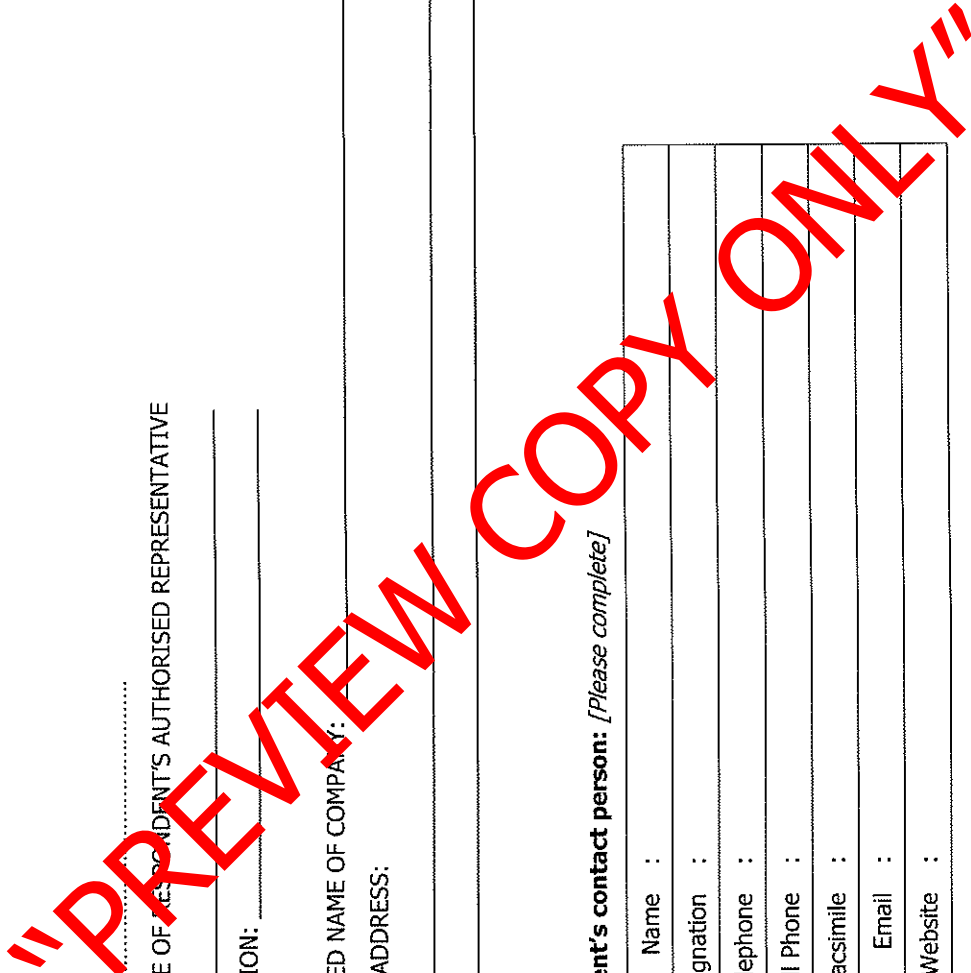 E OF RESPONDENT'S AUTHORISED REPRESENTATIVE
ION:
ED NAME OF COMPANY:
ADDRESS:
ent's contact person: [Please complete]
Name :
gnation :
ephone :
l Phone :
acsimile :
Email :
Website :
"PREVIEW COPY ONLY"